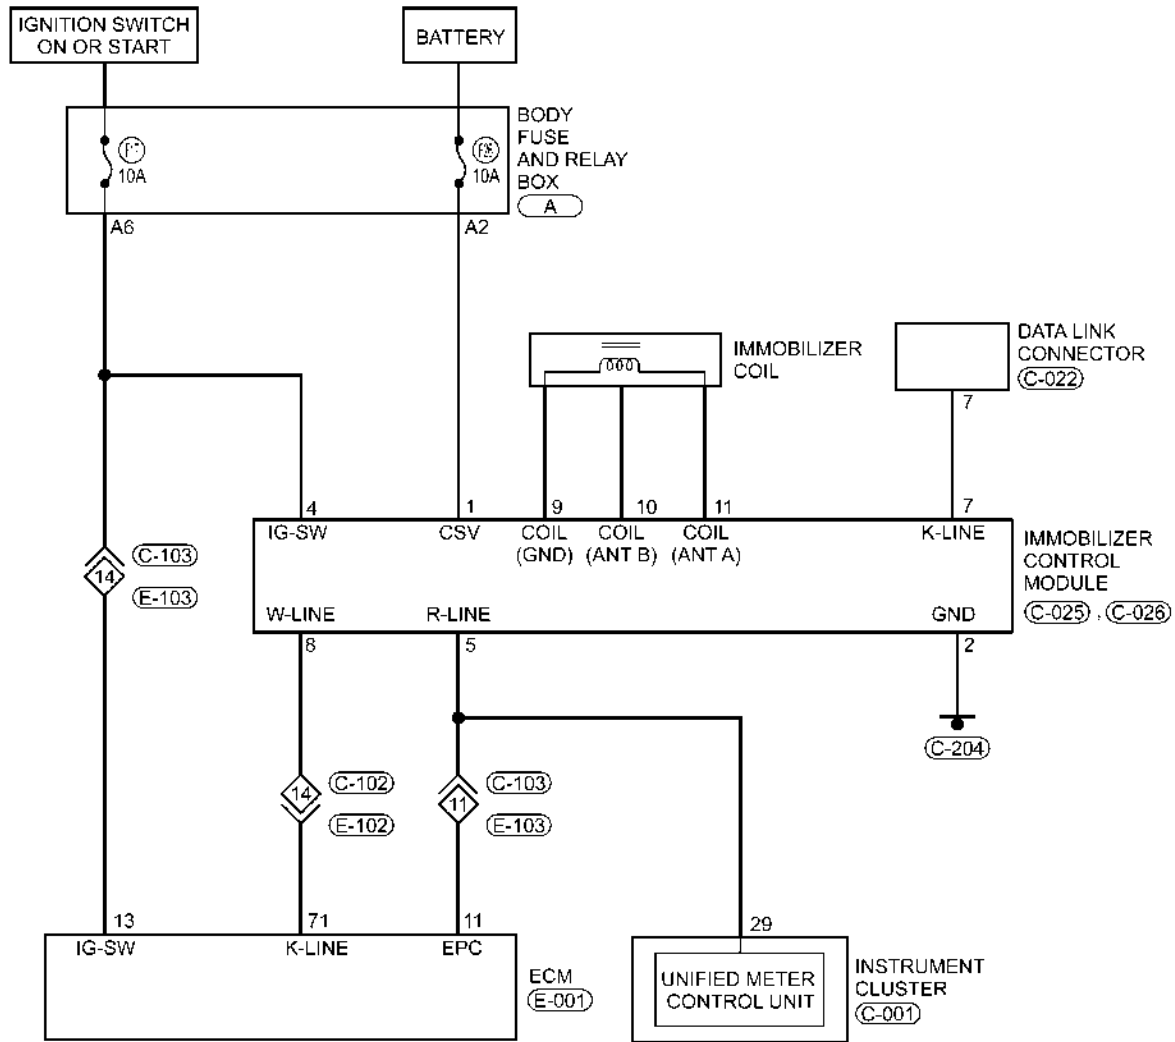 IGNITION SWITCH
ON OR START
BATTERY
BODY
FUSE
AND RELAY
BOX
A
10A
10A
A6
A2
IMMOBILIZER
COIL
DATA LINK
CONNECTOR
C-022
7
4
1
9
10
11
7
IG-SW
CSV
COIL
(GND)
COIL
(ANT B)
COIL
(ANT A)
K-LINE
IMMOBILIZER
CONTROL
MODULE
C-025 , C-026
W-LINE
R-LINE
GND
8
5
2
C-103
14
E-103
C-204
C-102
14
E-102
C-103
11
E-103
13
71
11
29
IG-SW
K-LINE
EPC
ECM
E-001
UNIFIED METER
CONTROL UNIT
INSTRUMENT
CLUSTER
C-001